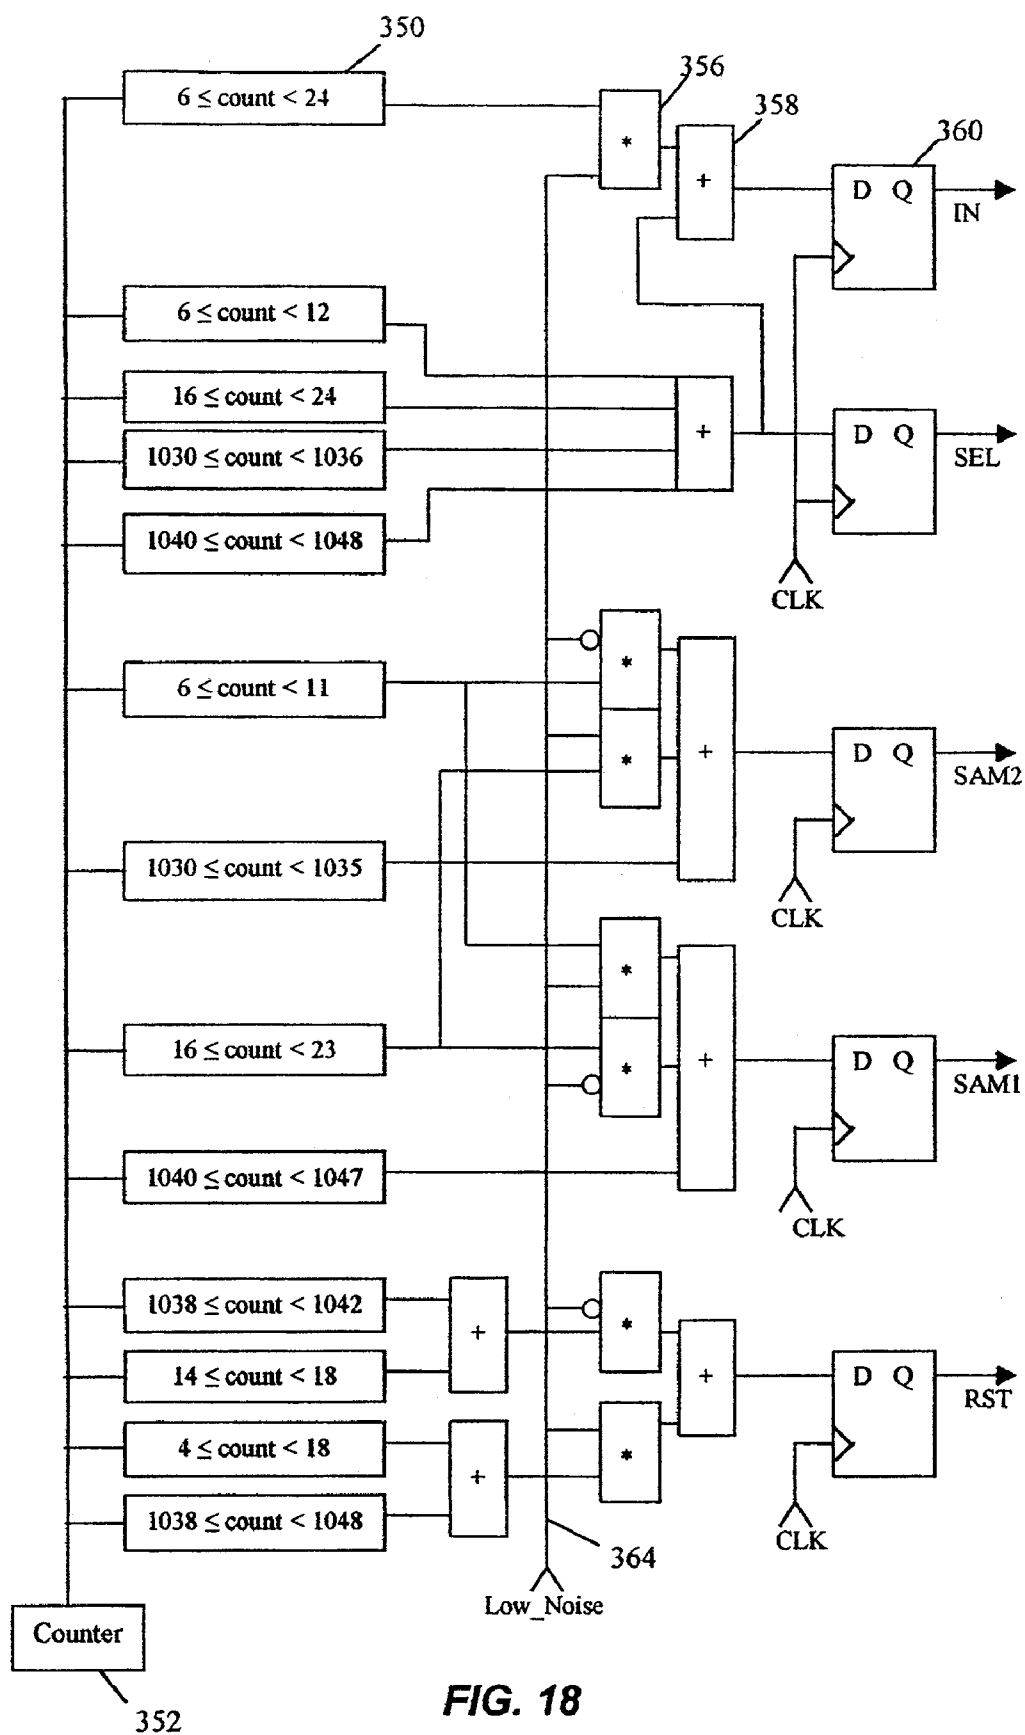 350
6 ≤ count < 24
356
*
358
+
360
D Q
IN
6 ≤ count < 12
16 ≤ count < 24
+
D Q
SEL
1030 ≤ count < 1036
1040 ≤ count < 1048
CLK
*
6 ≤ count < 11
*
+
D Q
SAM2
1030 ≤ count < 1035
CLK
*
16 ≤ count < 23
*
+
D Q
SAM1
1040 ≤ count < 1047
CLK
1038 ≤ count < 1042
+
*
14 ≤ count < 18
+
D Q
RST
4 ≤ count < 18
+
*
1038 ≤ count < 1048
CLK
364
Low_Noise
Counter
352
FIG. 18